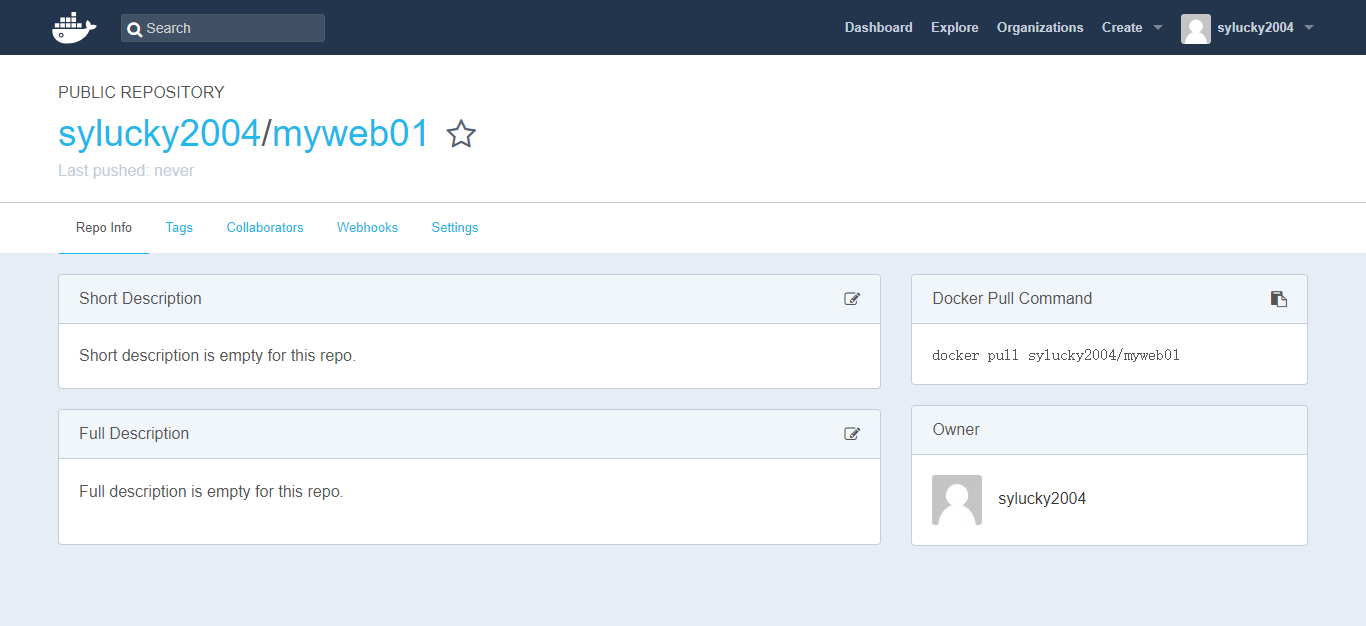 Search
Dashboard Explore Organizations Create sylucky2004
PUBLIC REPOSITORY
sylucky2004/myweb01
Last pushed: never
Repo Info Tags Collaborators Webhooks Settings
Short Description
Short description is empty for this repo.
Full Description
Full description is empty for this repo.
Docker Pull Command
docker pull sylucky2004/myweb01
Owner
sylucky2004